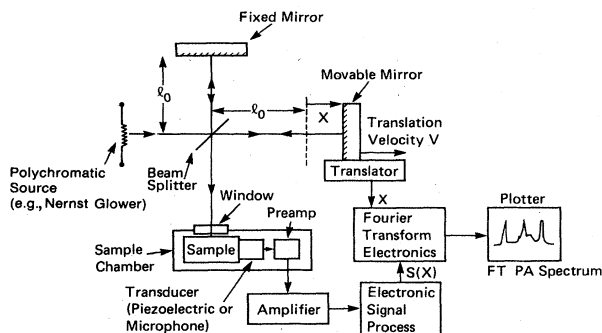 Fixed Mirror
Movable Mirror
ℓ0
ℓ0
X
Translation
Velocity V
Polychromatic
Source
(e.g., Nernst Glower)
Beam
Splitter
Translator
Window
X
Plotter
Preamp
Fourier
Transform
Electronics
Sample
Chamber
Sample
FT PA Spectrum
S(X)
Transducer
(Piezoelectric or
Microphone)
Amplifier
Electronic
Signal
Process